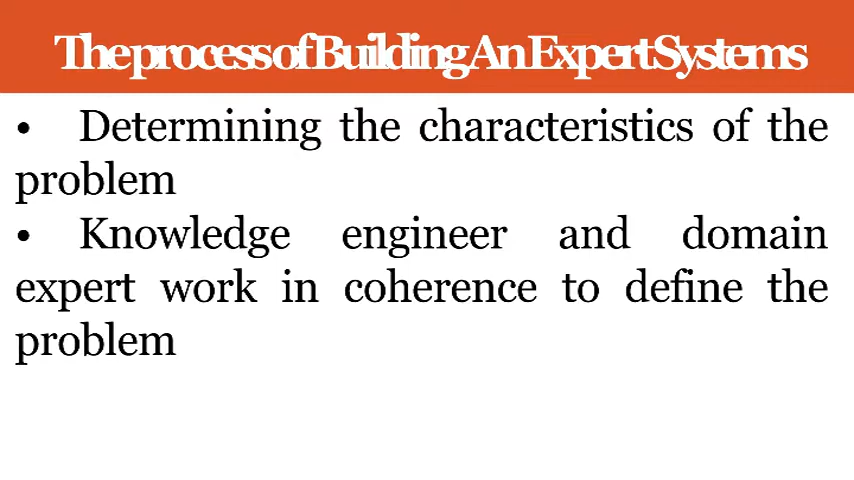 The process of Building An Expert Systems
• Determining the characteristics of the
problem
• Knowledge engineer and domain
expert work in coherence to define the
problem